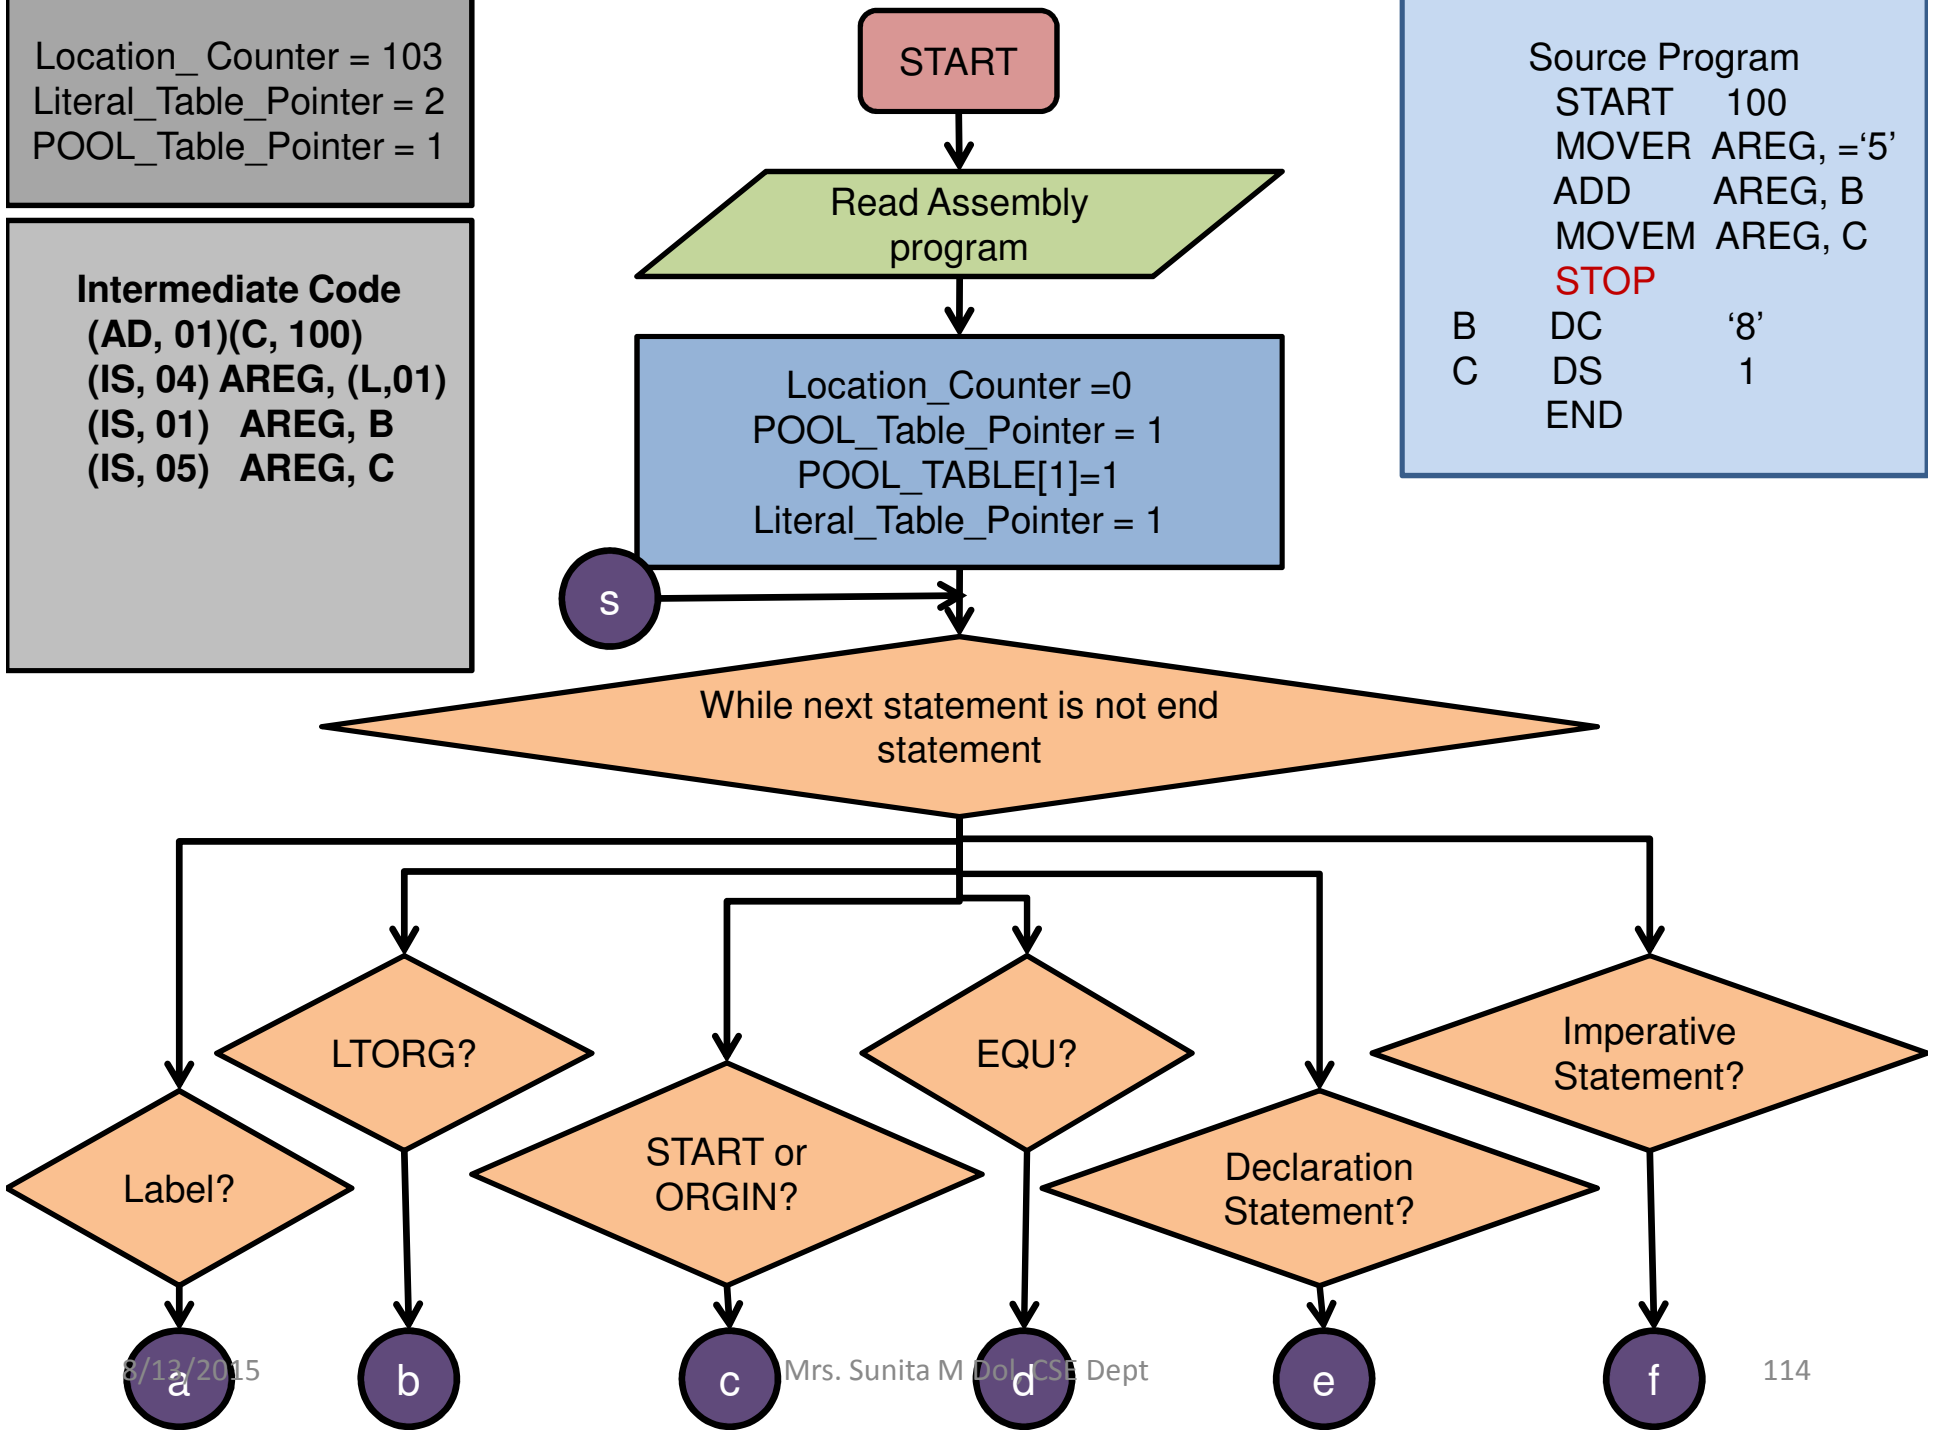 Location_ Counter = 103
Literal_Table_Pointer = 2
POOL_Table_Pointer = 1
Intermediate Code
(AD, 01)(C, 100)
(IS, 04) AREG, (L,01)
(IS, 01) AREG, B
(IS, 05) AREG, C
START
Read Assembly
program
Location_Counter =0
POOL_Table_Pointer = 1
POOL_TABLE[1]=1
Literal_Table_Pointer = 1
s
Source Program
START 100
MOVER AREG, =‘5’
ADD AREG, B
MOVEM AREG, C
STOP
B DC ‘8’
C DS 1
END
While next statement is not end
statement
Label?
LTORG?
START or
ORGIN?
EQU?
Declaration
Statement?
Imperative
Statement?
a
b
c
d
e
f
8/13/2015
Mrs. Sunita M Dol, CSE Dept
114